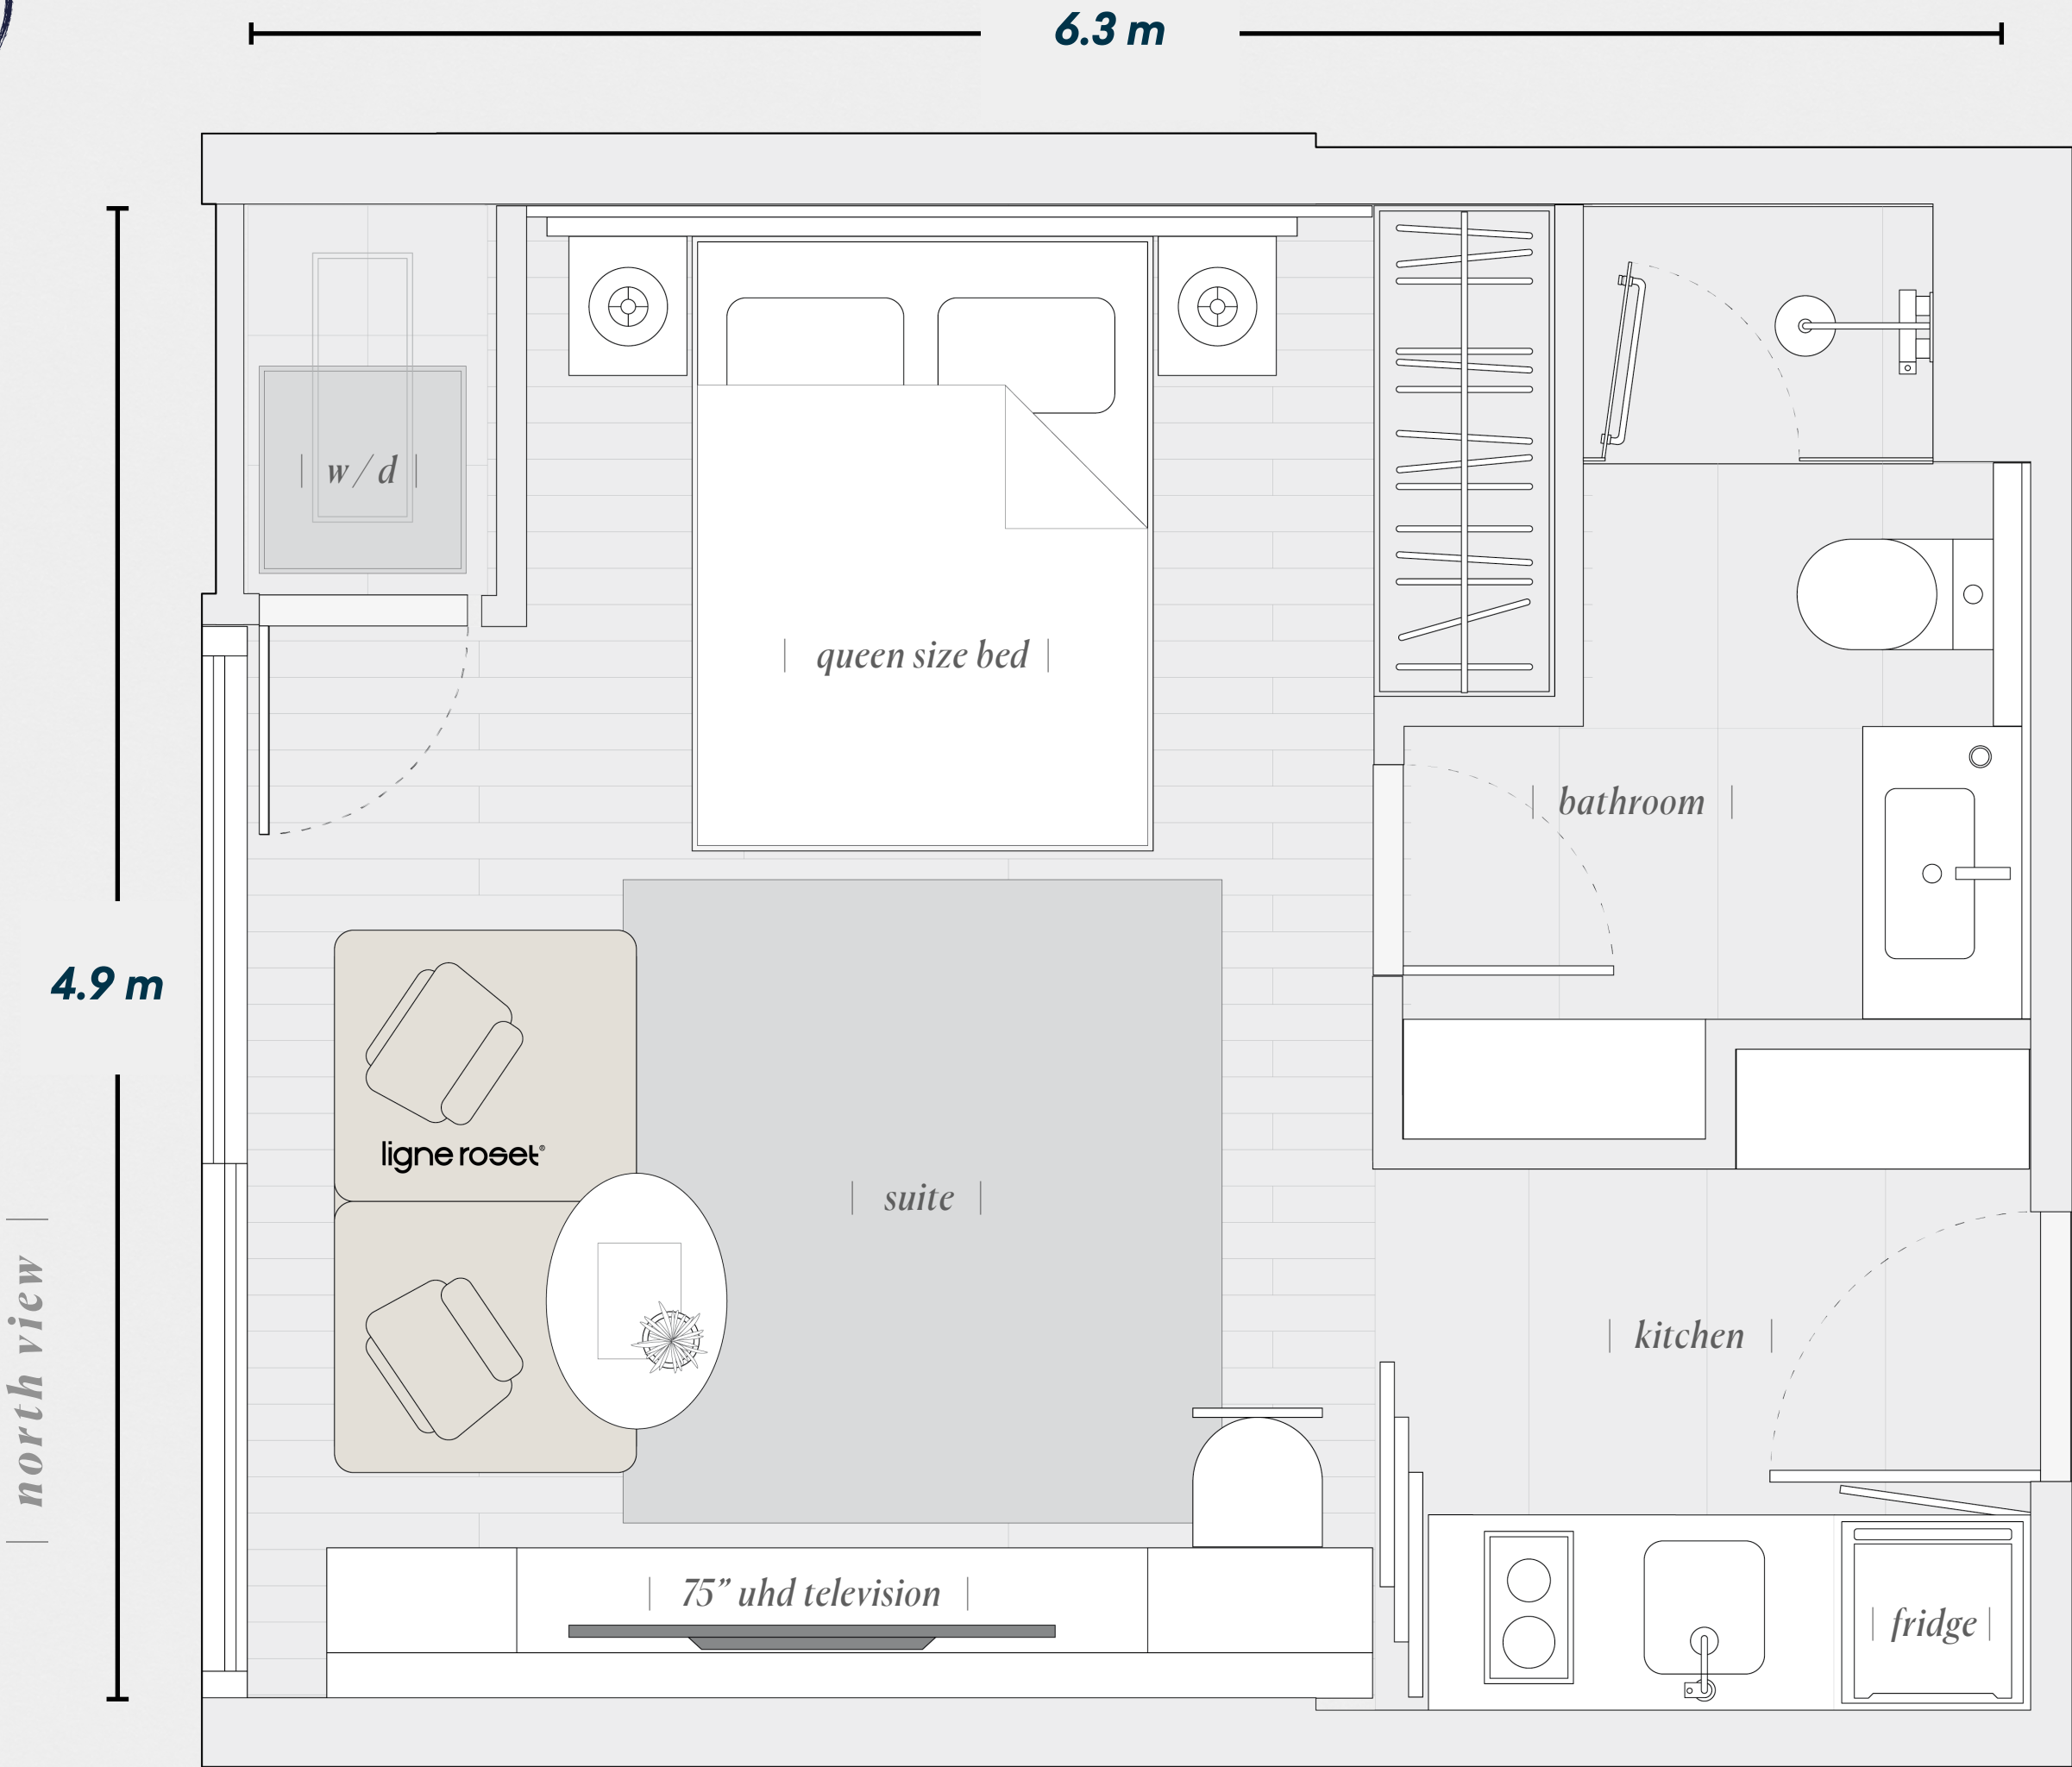 6.3 m
w / d
queen size bed
bathroom
4.9 m
ligne roset®
suite
north view
kitchen
75” uhd television
fridge